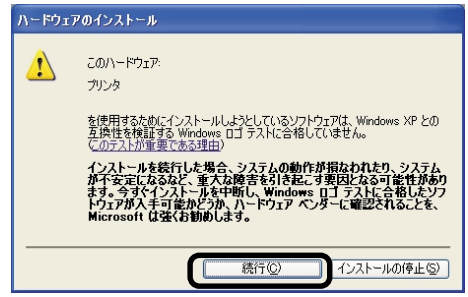 ハードウェアのインストール
このハードウェア:
プリンタ
を使用するためにインストールしようとしているソフトウェアは、Windows XP との
互換性を検証する Windows ロゴ テストに合格していません。
(このテストが重要である理由)
インストールを続行した場合、システムの動作が損なわれたり、システム
が不安定になるなど、重大な障害を引き起こす要因となる可能性があり
ます。今すぐインストールを中断し、Windows ロゴ テストに合格したソフ
トウェアが入手可能かどうか、ハードウェア ベンダーに確認されることを、
Microsoft は強くお勧めします。
続行(C)
インストールの停止(S)